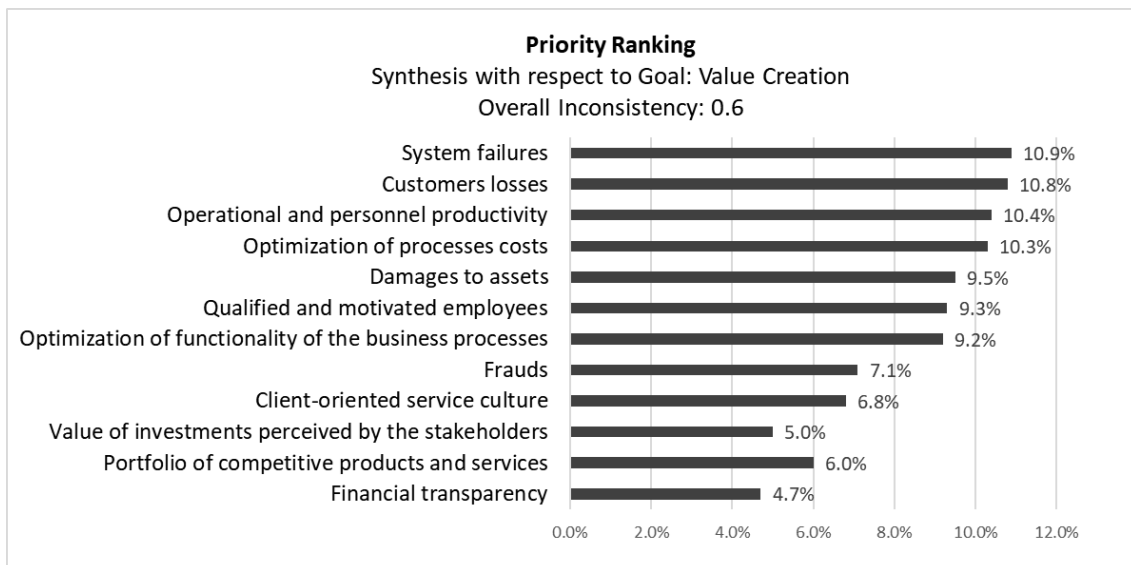 Priority Ranking
Synthesis with respect to Goal: Value Creation
Overall Inconsistency: 0.6
System failures 10.9%
Customers losses 10.8%
Operational and personnel productivity 10.4%
Optimization of processes costs 10.3%
Damages to assets 9.5%
Qualified and motivated employees 9.3%
Optimization of functionality of the business processes 9.2%
Frauds 7.1%
Client-oriented service culture 6.8%
Value of investments perceived by the stakeholders 5.0%
Portfolio of competitive products and services 6.0%
Financial transparency 4.7%
0.0% 2.0% 4.0% 6.0% 8.0% 10.0% 12.0%